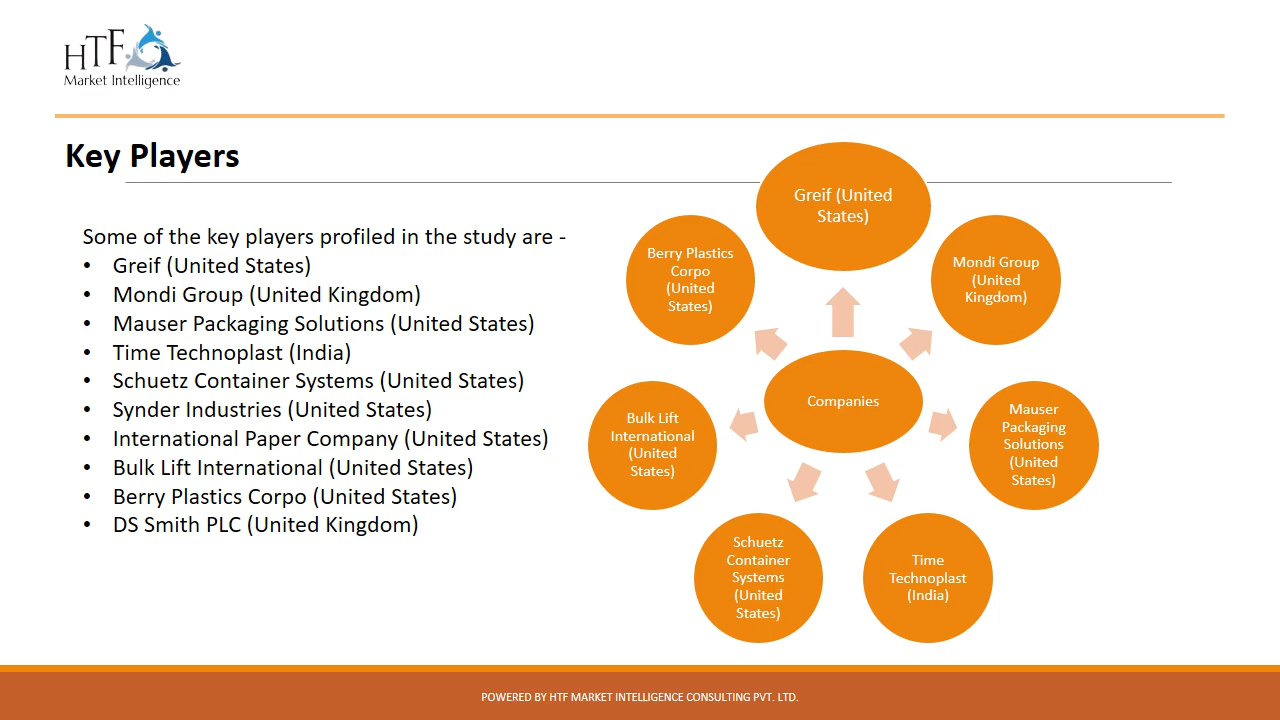 HTF
Market Intelligence
Key Players
Some of the key players profiled in the study are -
• Greif (United States)
• Mondi Group (United Kingdom)
• Mauser Packaging Solutions (United States)
• Time Technoplast (India)
• Schuetz Container Systems (United States)
• Synder Industries (United States)
• International Paper Company (United States)
• Bulk Lift International (United States)
• Berry Plastics Corpo (United States)
• DS Smith PLC (United Kingdom)
Greif (United
States)
Mondi Group
(United
Kingdom)
Mauser
Packaging
Solutions
(United
States)
Time
Technoplast
(India)
Schuetz
Container
Systems
(United
States)
Bulk Lift
International
(United
States)
Berry Plastics
Corpo
(United
States)
Companies
POWERED BY HTF MARKET INTELLIGENCE CONSULTING PVT. LTD.